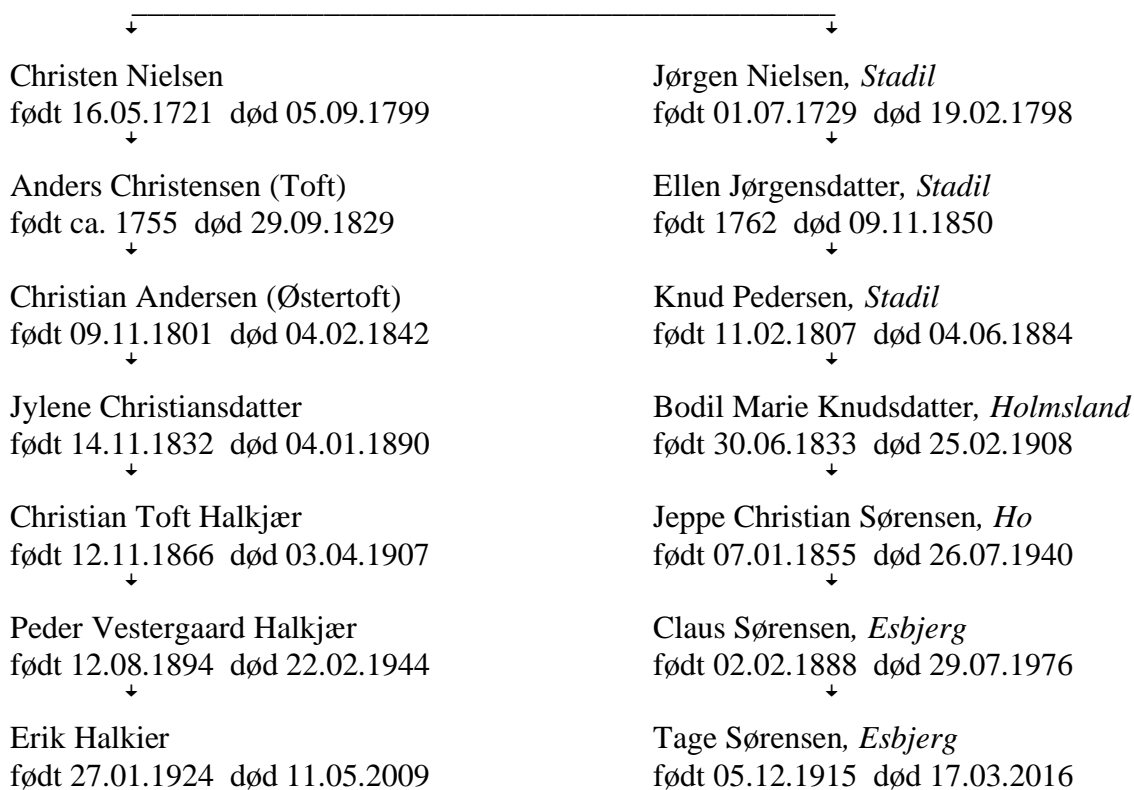 Christen Nielsen
født 16.05.1721 død 05.09.1799
Anders Christensen (Toft)
født ca. 1755 død 29.09.1829
Christian Andersen (Østertoft)
født 09.11.1801 død 04.02.1842
Jylene Christiansdatter
født 14.11.1832 død 04.01.1890
Christian Toft Halkjær
født 12.11.1866 død 03.04.1907
Peder Vestergaard Halkjær
født 12.08.1894 død 22.02.1944
Erik Halkier
født 27.01.1924 død 11.05.2009
Jørgen Nielsen, Stadil
født 01.07.1729 død 19.02.1798
Ellen Jørgensdatter, Stadil
født 1762 død 09.11.1850
Knud Pedersen, Stadil
født 11.02.1807 død 04.06.1884
Bodil Marie Knudsdatter, Holmsland
født 30.06.1833 død 25.02.1908
Jeppe Christian Sørensen, Ho
født 07.01.1855 død 26.07.1940
Claus Sørensen, Esbjerg
født 02.02.1888 død 29.07.1976
Tage Sørensen, Esbjerg
født 05.12.1915 død 17.03.2016